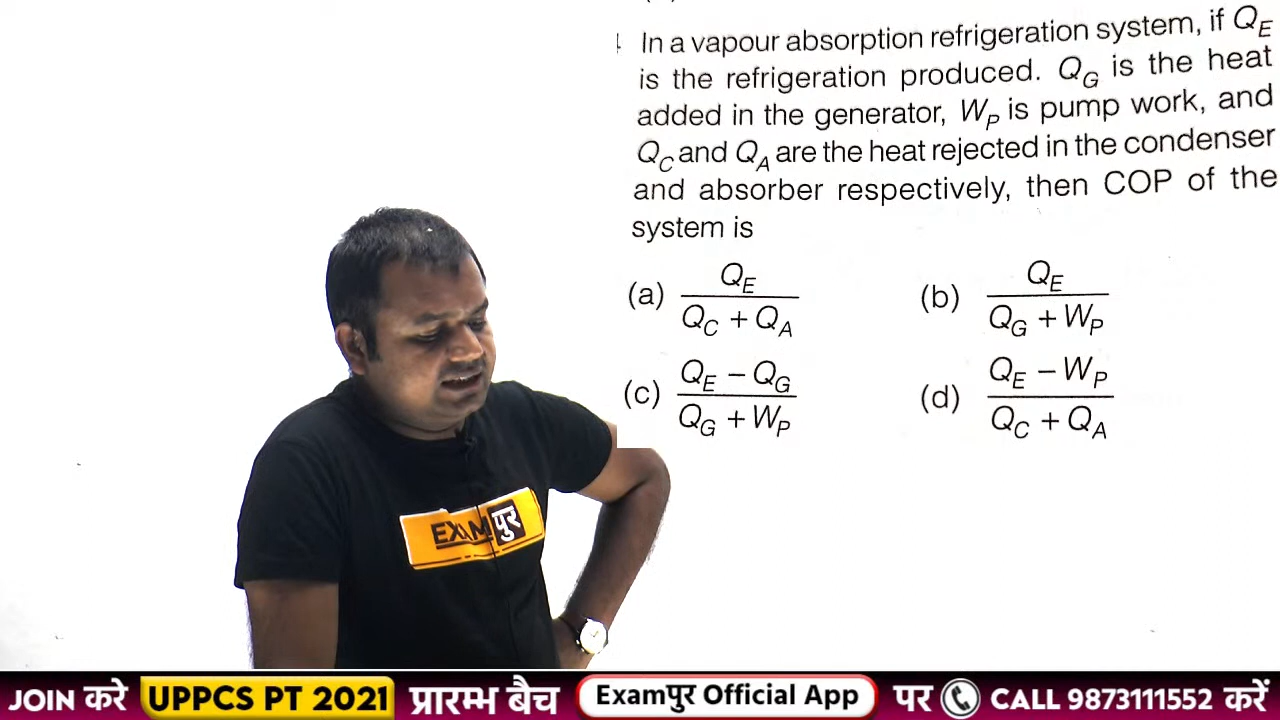 In a vapour absorption refrigeration system, if Q_E
is the refrigeration produced. Q_G is the heat
added in the generator, W_P is pump work, and
Q_C and Q_A are the heat rejected in the condenser
and absorber respectively, then COP of the
system is
(a) Q_E / (Q_C + Q_A)
(b) Q_E / (Q_G + W_P)
(c) (Q_E − Q_G) / (Q_G + W_P)
(d) (Q_E − W_P) / (Q_C + Q_A)
EXAMपुर
JOIN करे UPPCS PT 2021 प्रारम्भ बैच Examपुर Official App पर CALL 9873111552 करें